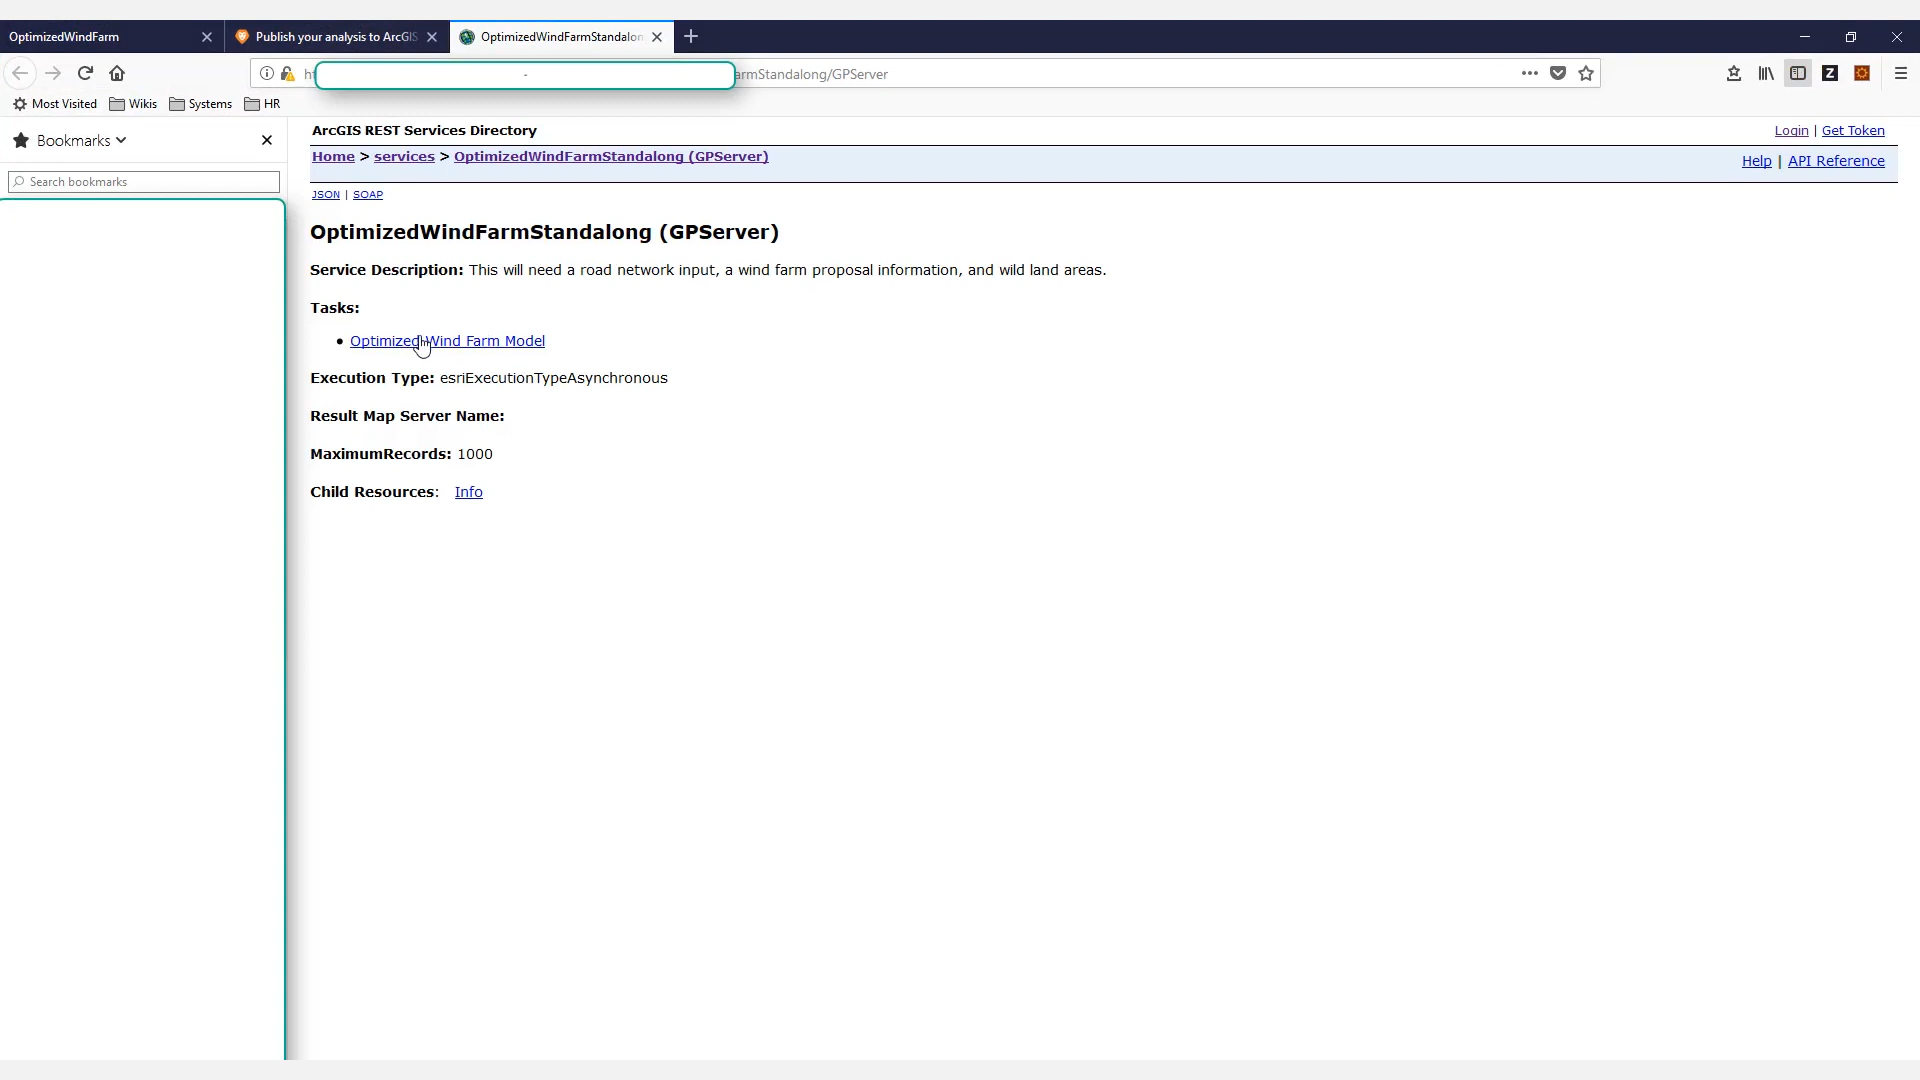 OptimizedWindFarm
Publish your analysis to ArcGIS
OptimizedWindFarmStandalon
armStandalong/GPServer
Most Visited
Wikis
Systems
HR
Bookmarks
Search bookmarks
ArcGIS REST Services Directory
Login | Get Token
Home > services > OptimizedWindFarmStandalong (GPServer)
Help | API Reference
JSON | SOAP
OptimizedWindFarmStandalong (GPServer)
Service Description: This will need a road network input, a wind farm proposal information, and wild land areas.
Tasks:
Optimized Wind Farm Model
Execution Type: esriExecutionTypeAsynchronous
Result Map Server Name:
MaximumRecords: 1000
Child Resources: Info